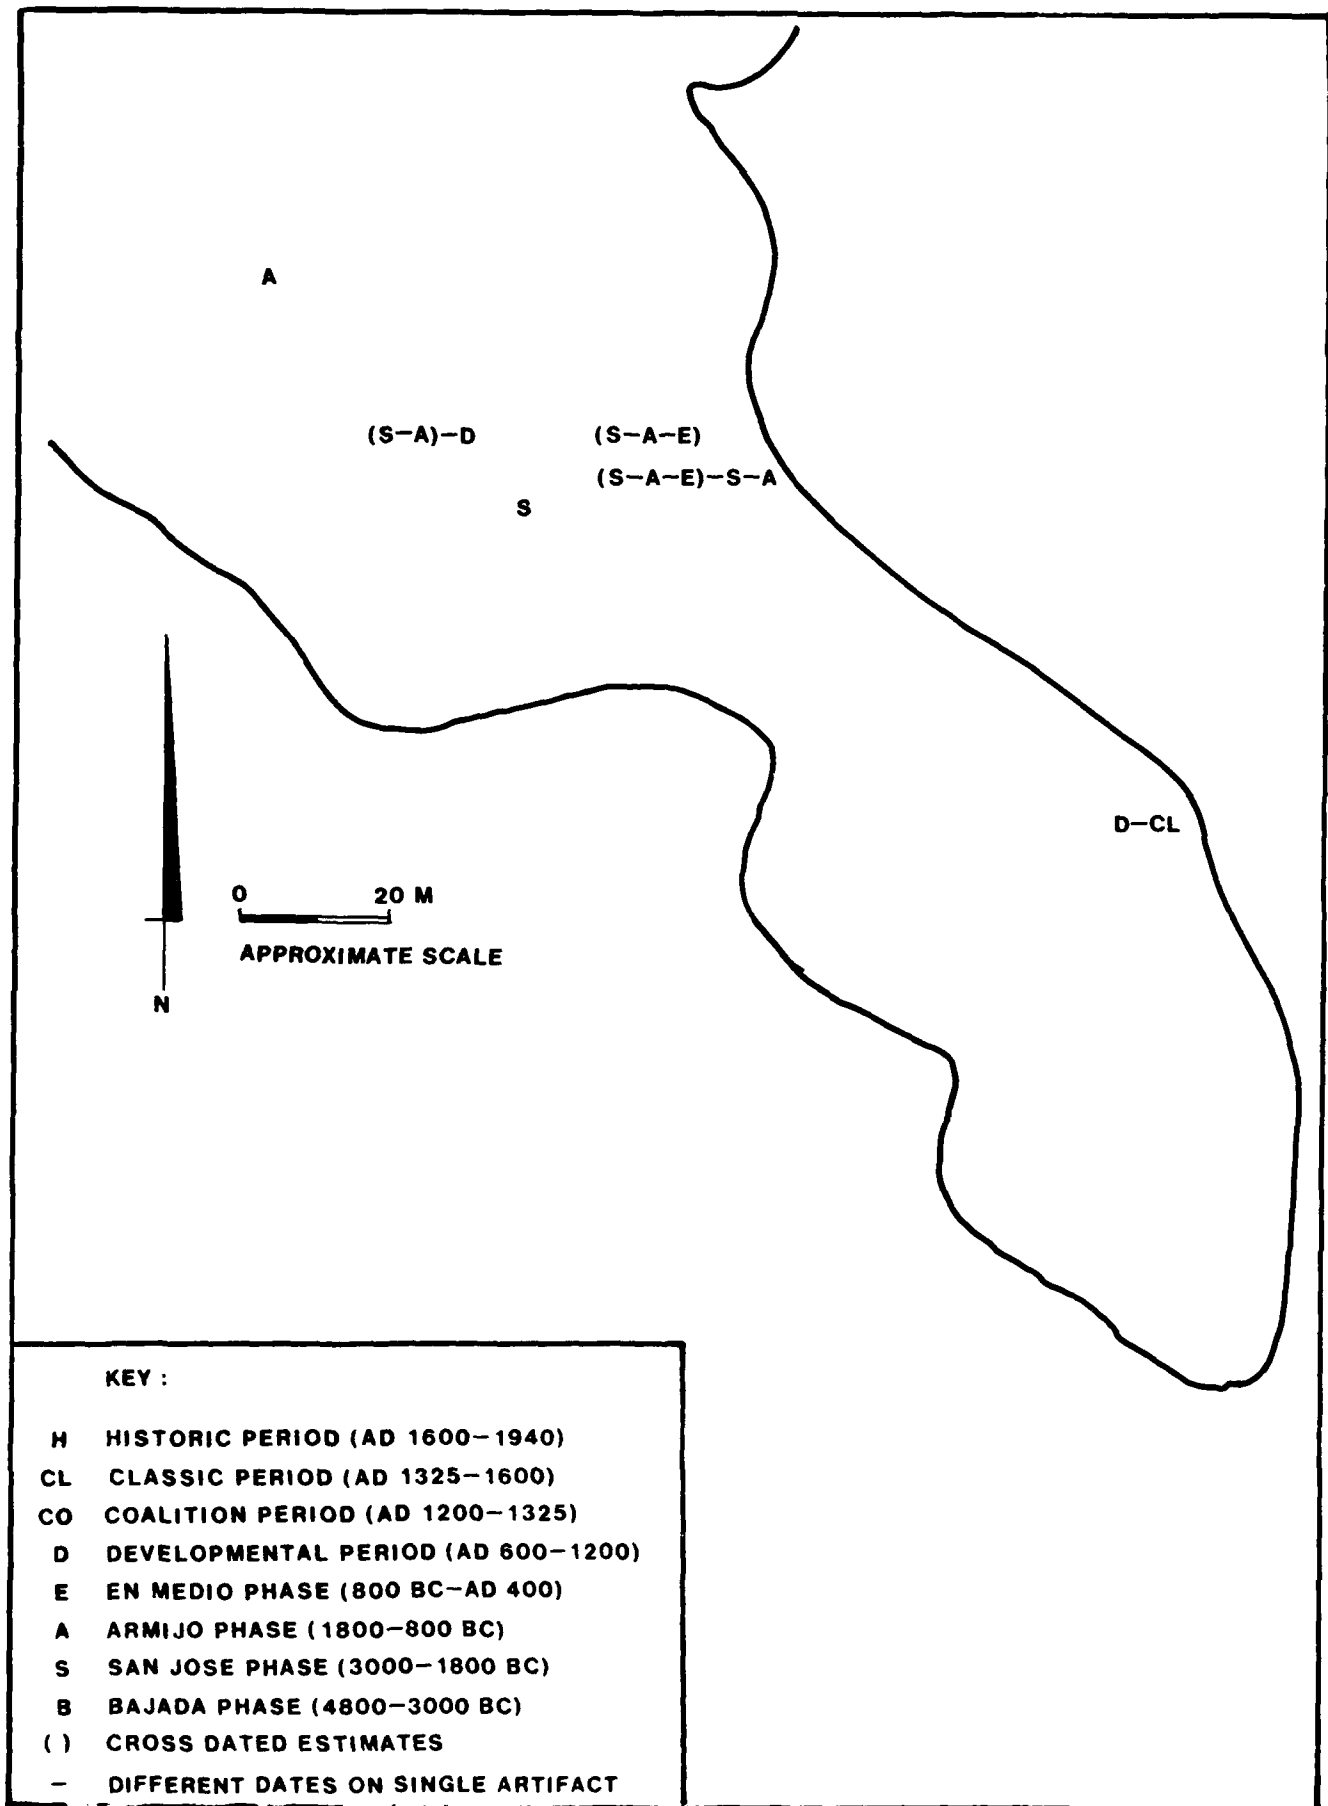 A
(S-A)-D
(S-A-E)
(S-A-E)-S-A
S
D-CL
0 20 M
APPROXIMATE SCALE
N
KEY :
H HISTORIC PERIOD (AD 1600-1940)
CL CLASSIC PERIOD (AD 1325-1600)
CO COALITION PERIOD (AD 1200-1325)
D DEVELOPMENTAL PERIOD (AD 600-1200)
E EN MEDIO PHASE (800 BC-AD 400)
A ARMIJO PHASE (1800-800 BC)
S SAN JOSE PHASE (3000-1800 BC)
B BAJADA PHASE (4800-3000 BC)
( ) CROSS DATED ESTIMATES
- DIFFERENT DATES ON SINGLE ARTIFACT